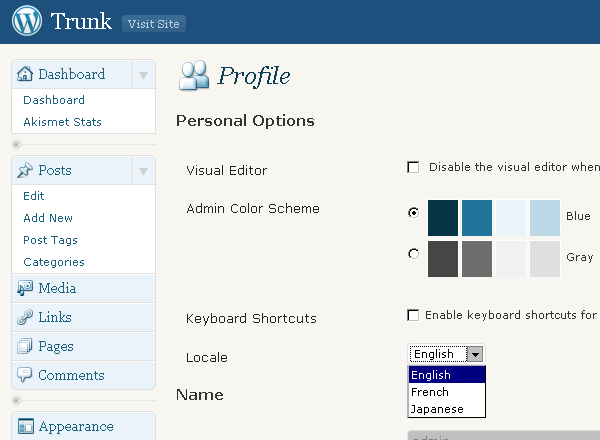 Trunk Visit Site
Dashboard
Dashboard
Akismet Stats
Posts
Edit
Add New
Post Tags
Categories
Media
Links
Pages
Comments
Appearance
Profile
Personal Options
Visual Editor Disable the visual editor when
Admin Color Scheme Blue
Gray
Keyboard Shortcuts Enable keyboard shortcuts for
Locale English
English
French
Japanese
Name
admin